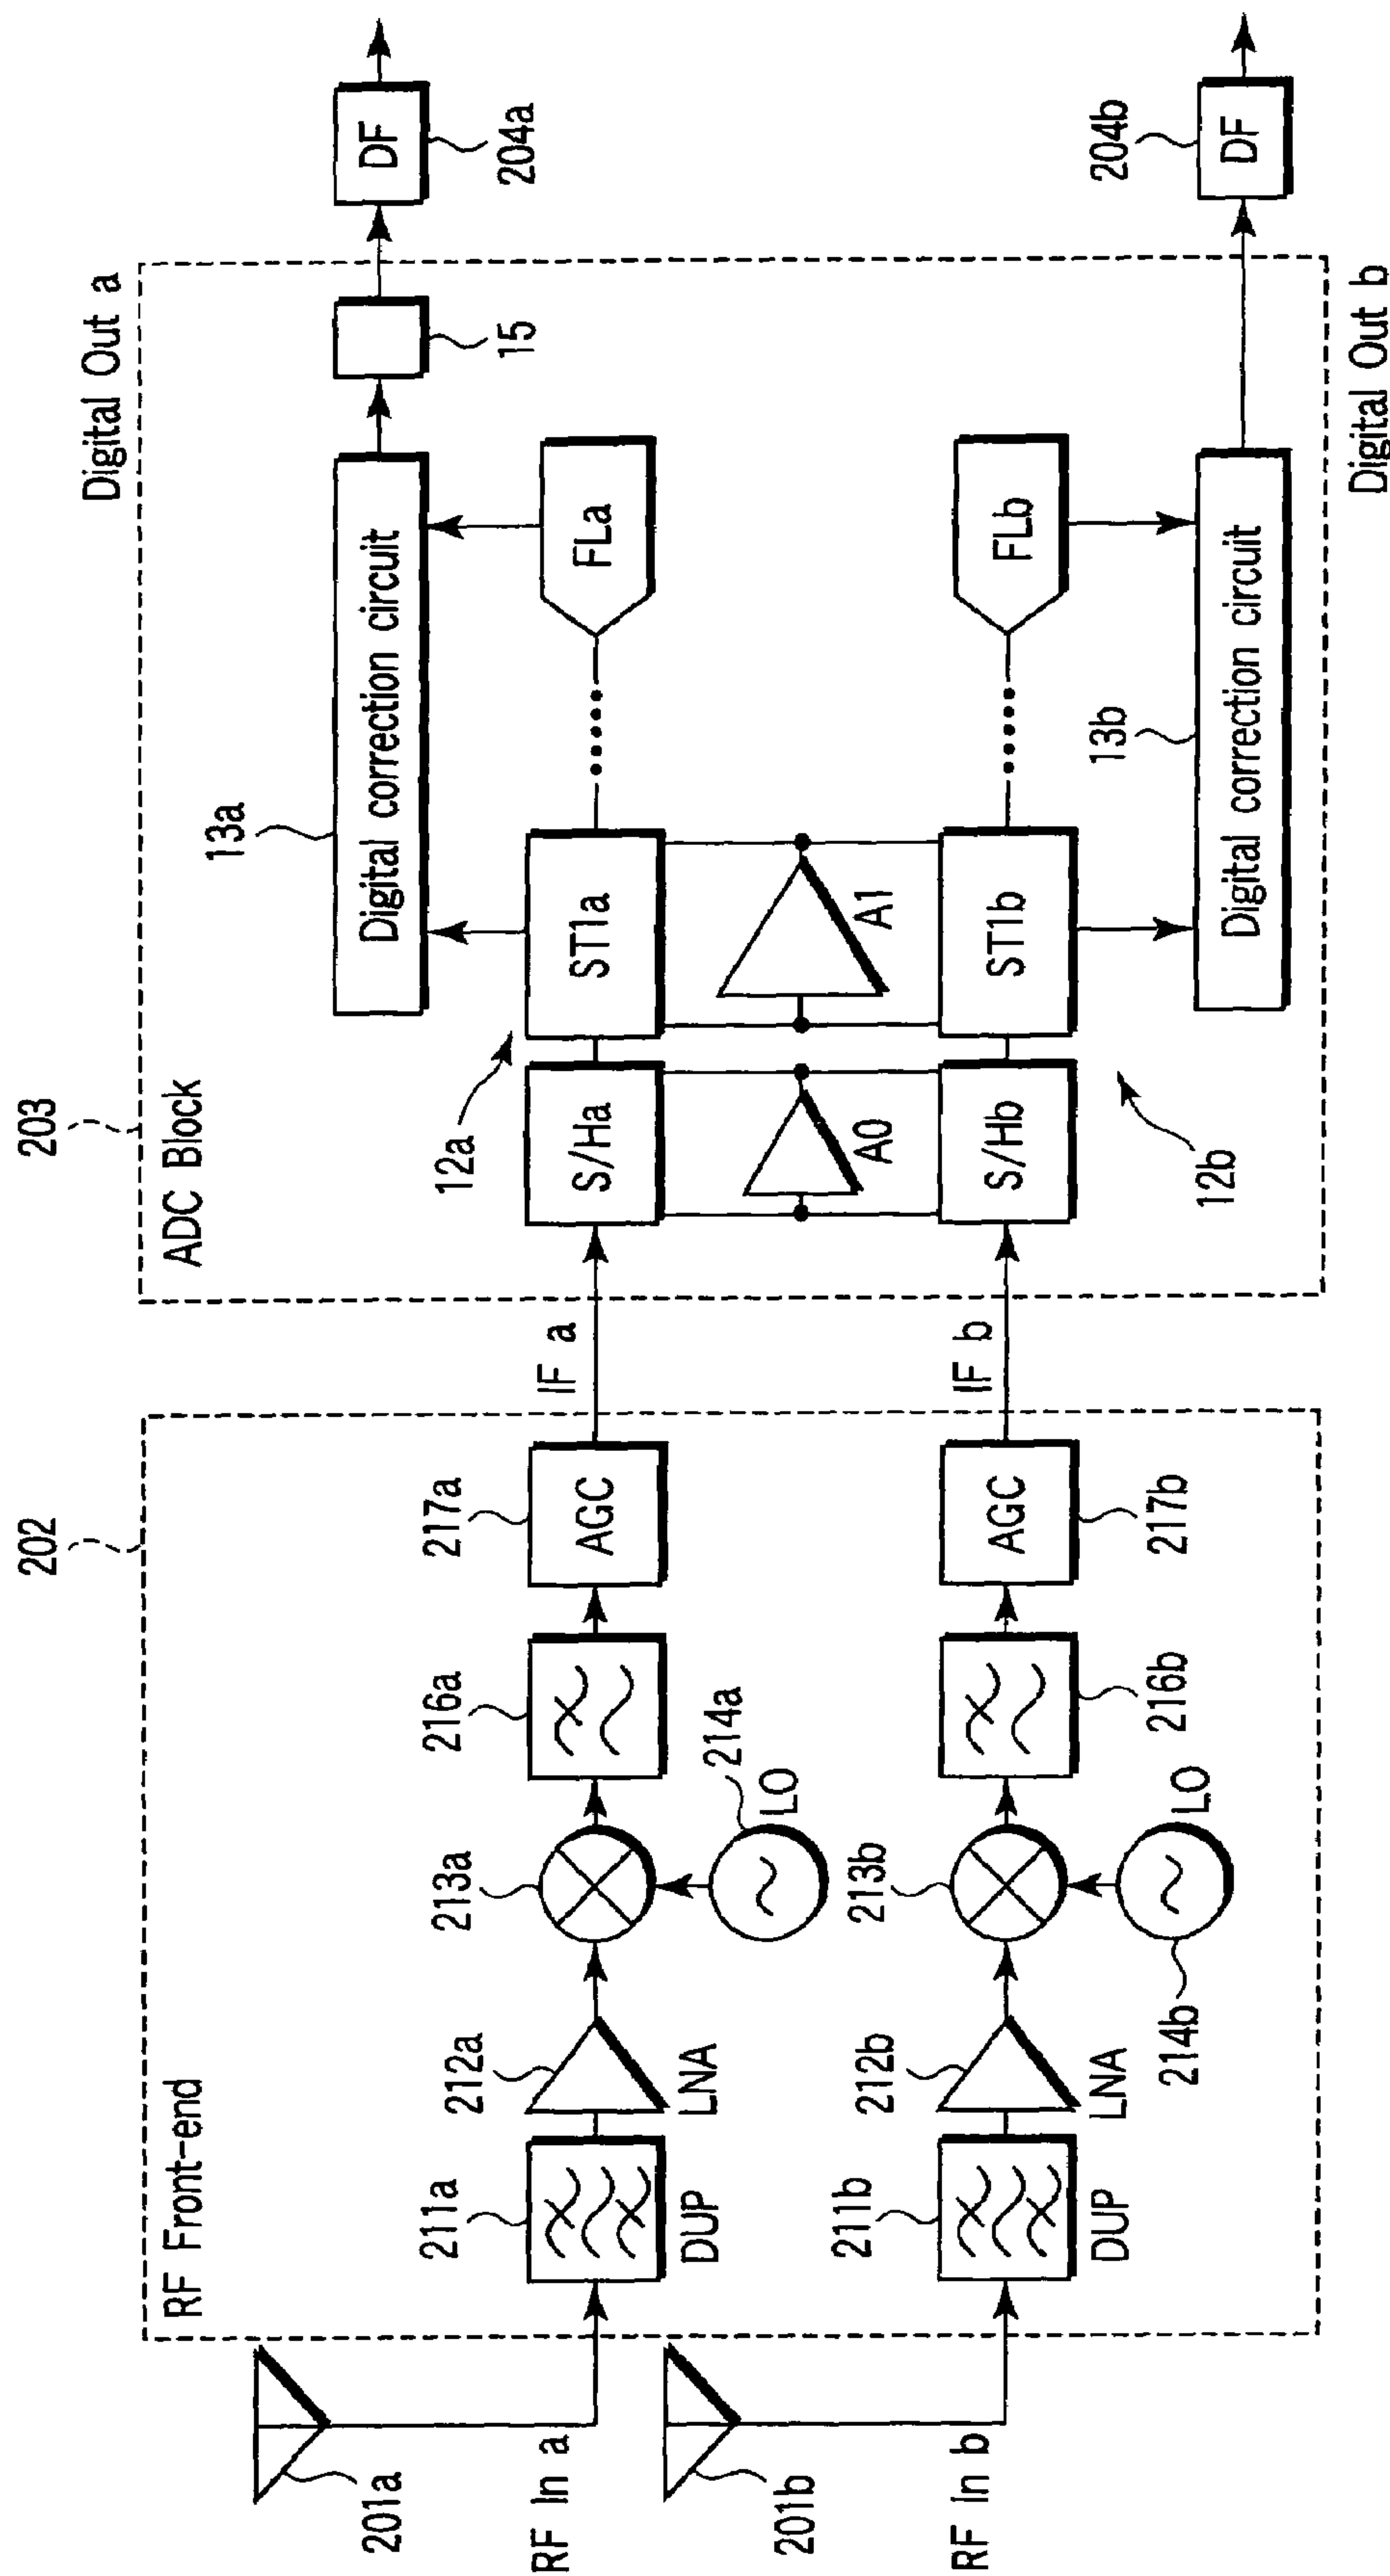 202
RF Front-end
201a
RF In a
211a
DUP
212a
LNA
213a
214a
LO
216a
217a
AGC
IF a
201b
RF In b
211b
DUP
212b
LNA
213b
214b
LO
216b
217b
AGC
IF b
203
ADC Block
12a
S/Ha
ST1a
FLa
13a
Digital correction circuit
15
Digital Out a
DF
204a
A0
A1
S/Hb
ST1b
FLb
12b
13b
Digital correction circuit
Digital Out b
204b
DF